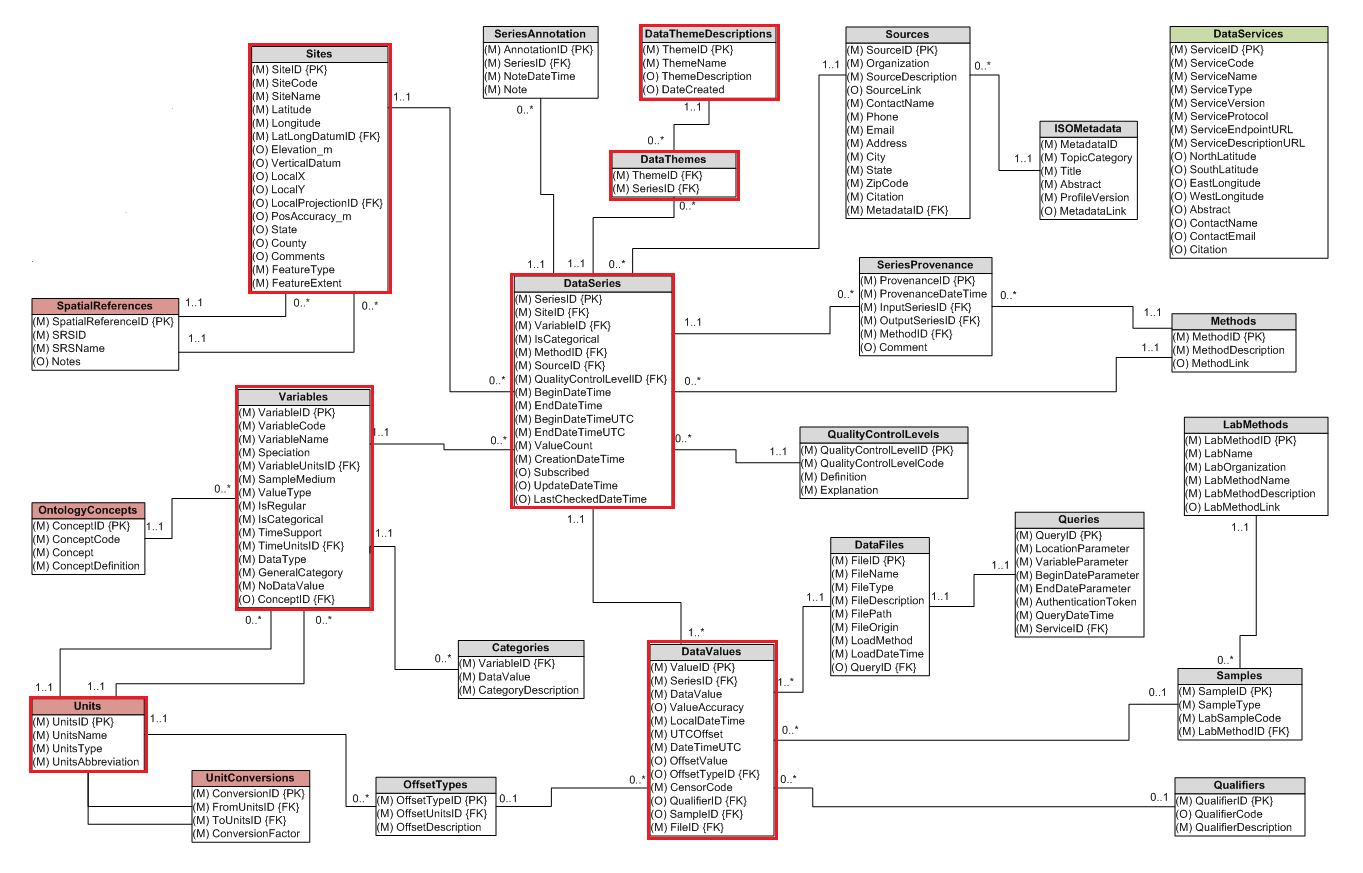 Sites
(M) SiteID {PK}
(M) SiteCode
(M) SiteName
(M) Latitude
(M) Longitude
(M) LatLongDatumID {FK}
(O) Elevation_m
(O) VerticalDatum
(O) LocalX
(O) LocalY
(O) LocalProjectionID {FK}
(O) PosAccuracy_m
(O) State
(O) County
(O) Comments
(M) FeatureType
(M) FeatureExtent
1..1
0..*
0..*
SeriesAnnotation
(M) AnnotationID {PK}
(M) SeriesID {FK}
(M) NoteDateTime
(M) Note
0..*
DataThemeDescriptions
(M) ThemeID {PK}
(M) ThemeName
(O) ThemeDescription
(O) DateCreated
1..1
0..*
DataThemes
(M) ThemeID {FK}
(M) SeriesID {FK}
0..*
Sources
(M) SourceID {PK}
(M) Organization
(M) SourceDescription
(O) SourceLink
(M) ContactName
(M) Phone
(M) Email
(M) Address
(M) City
(M) State
(M) ZipCode
(M) Citation
(M) MetadataID {FK}
1..1
0..*
ISOMetadata
(M) MetadataID
(M) TopicCategory
(M) Title
(M) Abstract
(M) ProfileVersion
(O) MetadataLink
1..1
DataServices
(M) ServiceID {PK}
(M) ServiceCode
(M) ServiceName
(M) ServiceType
(M) ServiceVersion
(M) ServiceProtocol
(M) ServiceEndpointURL
(M) ServiceDescriptionURL
(O) NorthLatitude
(O) SouthLatitude
(O) EastLongitude
(O) WestLongitude
(O) Abstract
(O) ContactName
(O) ContactEmail
(O) Citation
SpatialReferences
(M) SpatialReferenceID {PK}
(M) SRSID
(M) SRSName
(O) Notes
1..1
1..1
DataSeries
(M) SeriesID {PK}
(M) SiteID {FK}
(M) VariableID {FK}
(M) IsCategorical
(M) MethodID {FK}
(M) SourceID {FK}
(M) QualityControlLevelID {FK}
(M) BeginDateTime
(M) EndDateTime
(M) BeginDateTimeUTC
(M) EndDateTimeUTC
(M) ValueCount
(M) CreationDateTime
(O) Subscribed
(O) UpdateDateTime
(O) LastCheckedDateTime
1..1
1..1
0..*
1..1
0..*
0..*
0..*
0..*
1..1
SeriesProvenance
(M) ProvenanceID {PK}
(M) ProvenanceDateTime
(M) InputSeriesID {FK}
(M) OutputSeriesID {FK}
(M) MethodID {FK}
(O) Comment
0..*
0..*
Methods
(M) MethodID {PK}
(M) MethodDescription
(O) MethodLink
1..1
1..1
Variables
(M) VariableID {PK}
(M) VariableCode
(M) VariableName
(M) Speciation
(M) VariableUnitsID {FK}
(M) SampleMedium
(M) ValueType
(M) IsRegular
(M) IsCategorical
(M) TimeSupport
(M) TimeUnitsID {FK}
(M) DataType
(M) GeneralCategory
(M) NoDataValue
(O) ConceptID {FK}
1..1
0..*
1..1
0..*
0..*
QualityControlLevels
(M) QualityControlLevelID {PK}
(M) QualityControlLevelCode
(M) Definition
(M) Explanation
1..1
LabMethods
(M) LabMethodID {PK}
(M) LabName
(M) LabOrganization
(M) LabMethodName
(M) LabMethodDescription
(O) LabMethodLink
1..1
OntologyConcepts
(M) ConceptID {PK}
(M) ConceptCode
(M) Concept
(M) ConceptDefinition
1..1
DataFiles
(M) FileID {PK}
(M) FileName
(M) FileType
(M) FileDescription
(M) FilePath
(M) FileOrigin
(M) LoadMethod
(M) LoadDateTime
(O) QueryID {FK}
1..1
1..1
Queries
(M) QueryID {PK}
(M) LocationParameter
(M) VariableParameter
(M) BeginDateParameter
(M) EndDateParameter
(M) AuthenticationToken
(M) QueryDateTime
(M) ServiceID {FK}
1..1
Categories
(M) VariableID {FK}
(M) DataValue
(M) CategoryDescription
0..*
DataValues
(M) ValueID {PK}
(M) SeriesID {FK}
(M) DataValue
(O) ValueAccuracy
(M) LocalDateTime
(M) UTCOffset
(M) DateTimeUTC
(O) OffsetValue
(O) OffsetTypeID {FK}
(M) CensorCode
(O) QualifierID {FK}
(O) SampleID {FK}
(M) FileID {FK}
1..*
1..*
0..*
0..*
0..*
Samples
(M) SampleID {PK}
(M) SampleType
(M) LabSampleCode
(M) LabMethodID {FK}
0..*
0..1
Units
(M) UnitsID {PK}
(M) UnitsName
(M) UnitsType
(M) UnitsAbbreviation
1..1
1..1
1..1
UnitConversions
(M) ConversionID {PK}
(M) FromUnitsID {FK}
(M) ToUnitsID {FK}
(M) ConversionFactor
OffsetTypes
(M) OffsetTypeID {PK}
(M) OffsetUnitsID {FK}
(M) OffsetDescription
0..*
0..1
Qualifiers
(M) QualifierID {PK}
(O) QualifierCode
(M) QualifierDescription
0..1